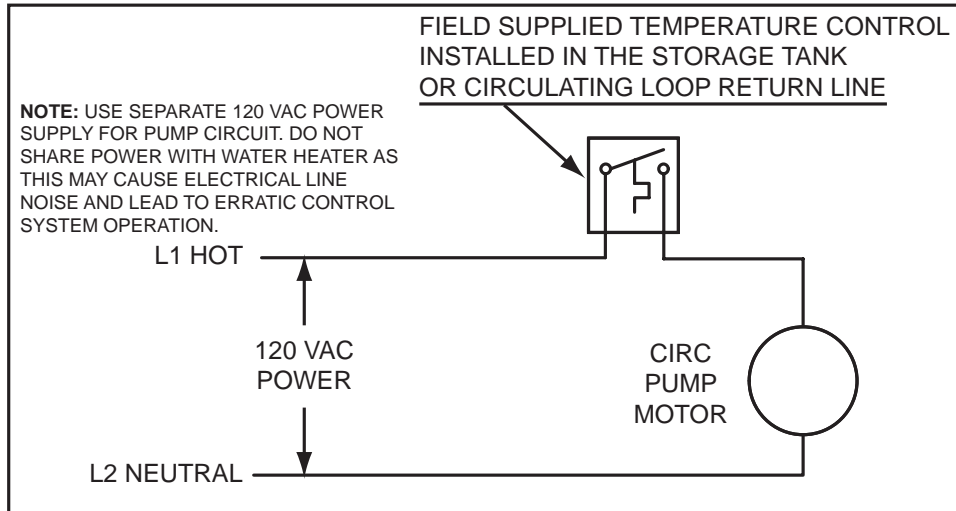 FIELD SUPPLIED TEMPERATURE CONTROL
INSTALLED IN THE STORAGE TANK
OR CIRCULATING LOOP RETURN LINE
NOTE: USE SEPARATE 120 VAC POWER
SUPPLY FOR PUMP CIRCUIT. DO NOT
SHARE POWER WITH WATER HEATER AS
THIS MAY CAUSE ELECTRICAL LINE
NOISE AND LEAD TO ERRATIC CONTROL
SYSTEM OPERATION.
L1 HOT
120 VAC
POWER
CIRC
PUMP
MOTOR
L2 NEUTRAL